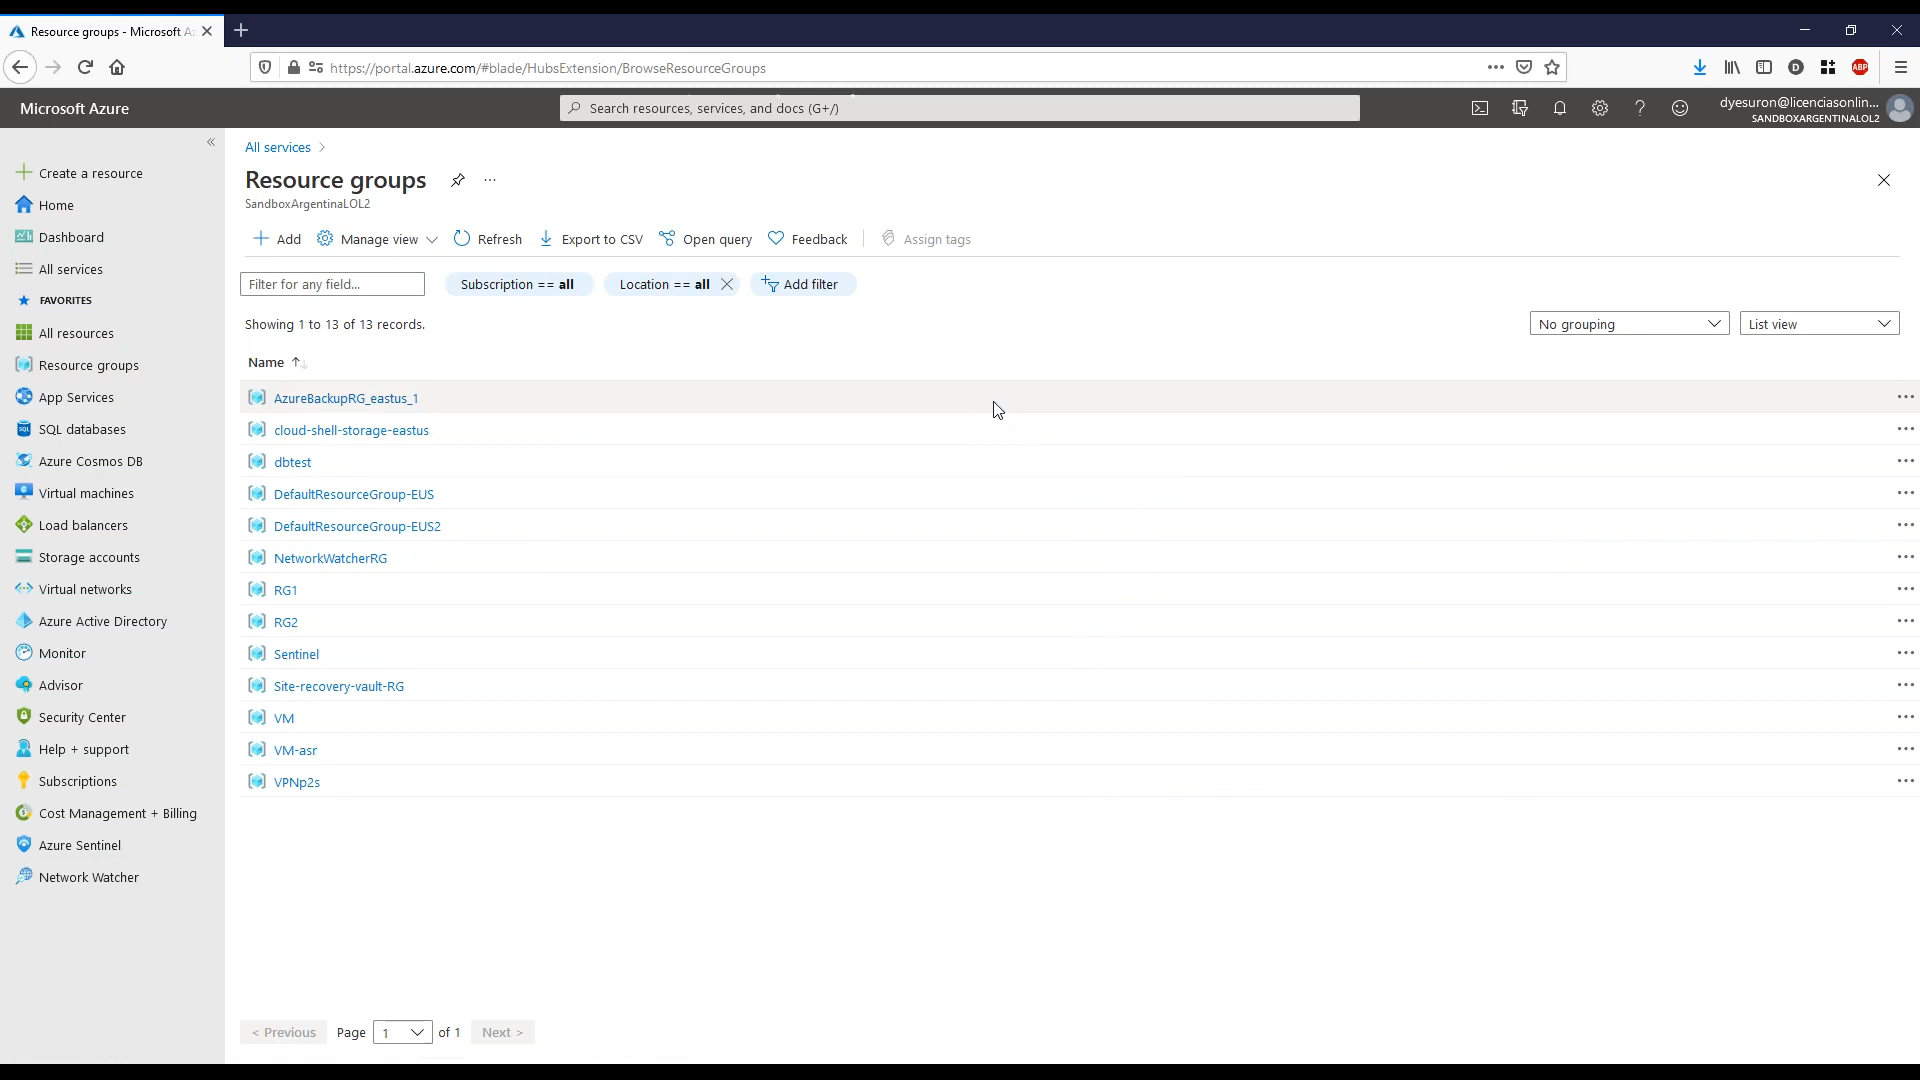 Resource groups - Microsoft A
https://portal.azure.com/#blade/HubsExtension/BrowseResourceGroups
ABP
Microsoft Azure
Search resources, services, and docs (G+/)
dyesuron@licenciasonlin...
SANDBOXARGENTINALOL2
Create a resource
Home
Dashboard
All services
FAVORITES
All resources
Resource groups
App Services
SQL databases
Azure Cosmos DB
Virtual machines
Load balancers
Storage accounts
Virtual networks
Azure Active Directory
Monitor
Advisor
Security Center
Help + support
Subscriptions
Cost Management + Billing
Azure Sentinel
Network Watcher
All services >
Resource groups
SandboxArgentinaLOL2
Add Manage view Refresh Export to CSV Open query Feedback Assign tags
Filter for any field... Subscription == all Location == all Add filter
Showing 1 to 13 of 13 records.
No grouping List view
Name
AzureBackupRG_eastus_1
cloud-shell-storage-eastus
dbtest
DefaultResourceGroup-EUS
DefaultResourceGroup-EUS2
NetworkWatcherRG
RG1
RG2
Sentinel
Site-recovery-vault-RG
VM
VM-asr
VPNp2s
< Previous Page 1 of 1 Next >